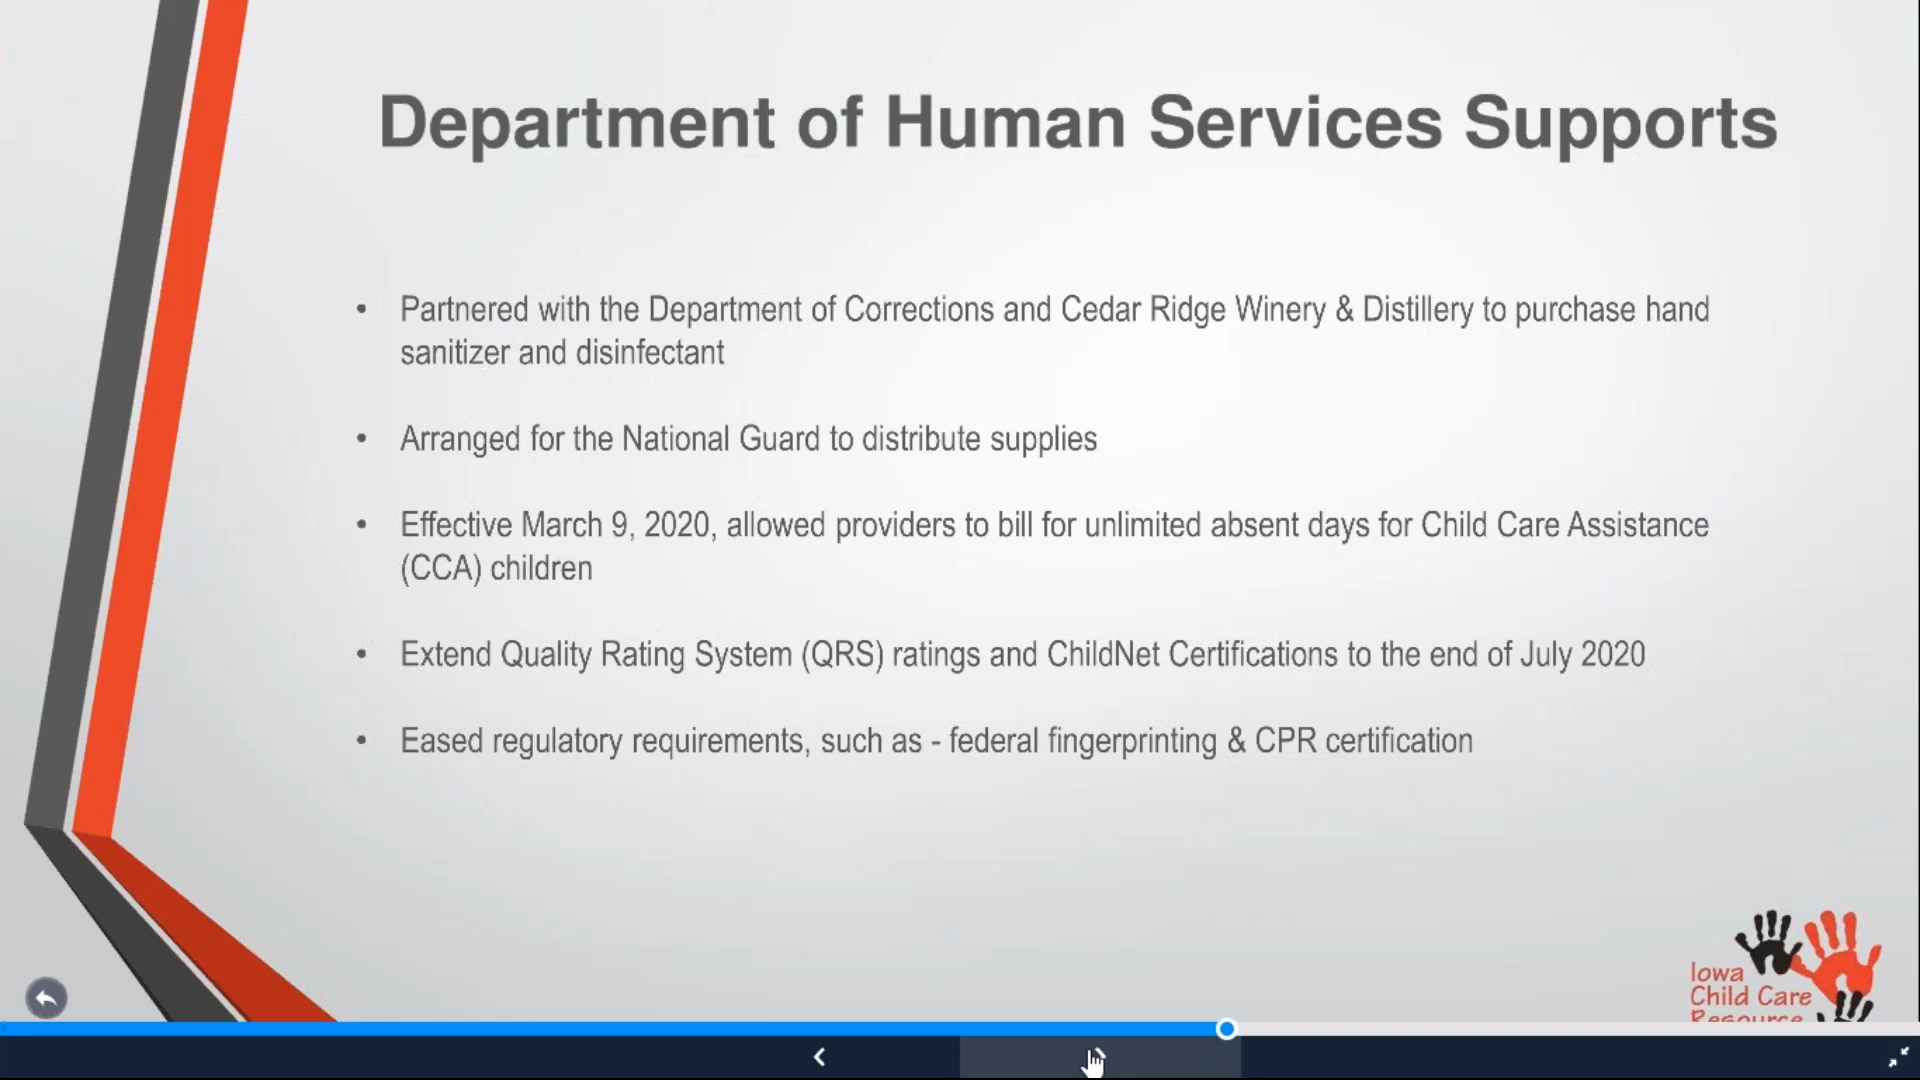 Department of Human Services Supports
• Partnered with the Department of Corrections and Cedar Ridge Winery & Distillery to purchase hand
sanitizer and disinfectant
• Arranged for the National Guard to distribute supplies
• Effective March 9, 2020, allowed providers to bill for unlimited absent days for Child Care Assistance
(CCA) children
• Extend Quality Rating System (QRS) ratings and ChildNet Certifications to the end of July 2020
• Eased regulatory requirements, such as - federal fingerprinting & CPR certification
Iowa
Child Care
Resource